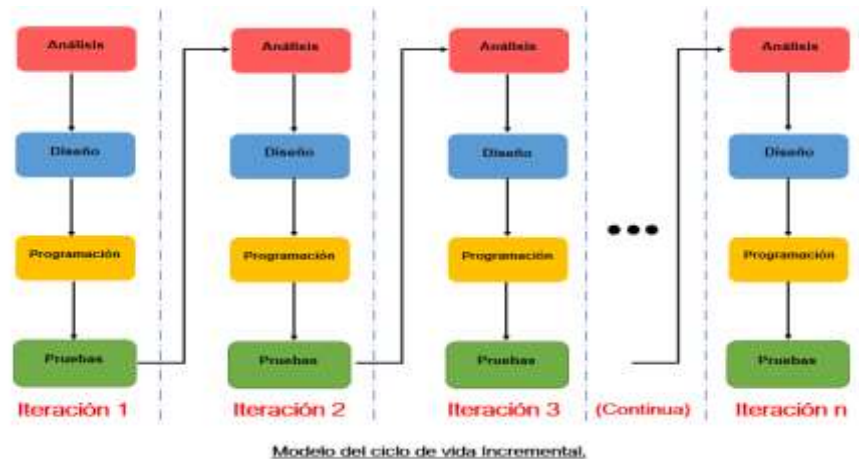 Análisis
Análisis
Análisis
Análisis
Diseño
Diseño
Diseño
Diseño
Programación
Programación
Programación
Programación
Pruebas
Pruebas
Pruebas
Pruebas
Iteración 1
Iteración 2
Iteración 3
(Continua)
Iteración n
Modelo del ciclo de vida Incremental.